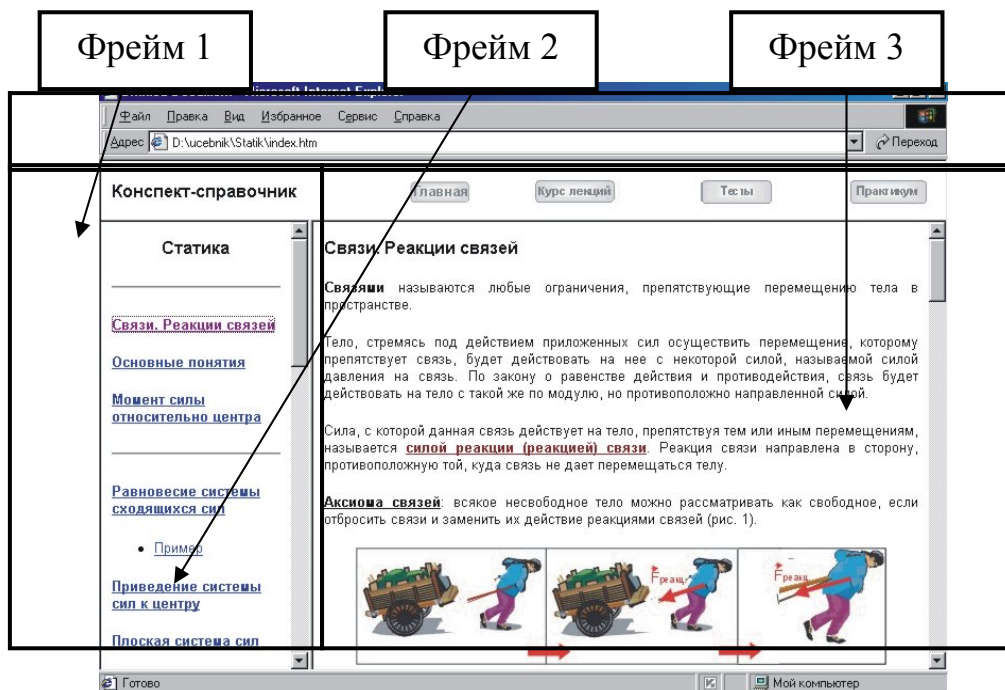 Фрейм 1
Фрейм 2
Фрейм 3
Файл Правка Вид Избранное Сервис Справка
Адрес D:\ucebnik\Statik\index.htm Переход
Конспект-справочник
Главная Курс лекций Тесты Практикум
Статика
Связи. Реакции связей
Основные понятия
Момент силы
относительно центра
Равновесие системы
сходящихся сил
• Пример
Приведение системы
сил к центру
Плоская система сил
Связи. Реакции связей
Связями называются любые ограничения, препятствующие перемещению тела в
пространстве.
Тело, стремясь под действием приложенных сил осуществить перемещение, которому
препятствует связь, будет действовать на нее с некоторой силой, называемой силой
давления на связь. По закону о равенстве действия и противодействия, связь будет
действовать на тело с такой же по модулю, но противоположно направленной силой.
Сила, с которой данная связь действует на тело, препятствуя тем или иным перемещениям,
называется силой реакции (реакцией) связи. Реакция связи направлена в сторону,
противоположную той, куда связь не дает перемещаться телу.
Аксиома связей: всякое несвободное тело можно рассматривать как свободное, если
отбросить связи и заменить их действие реакциями связей (рис. 1).
Fреакц.
Fреакц.
Готово
Мой компьютер